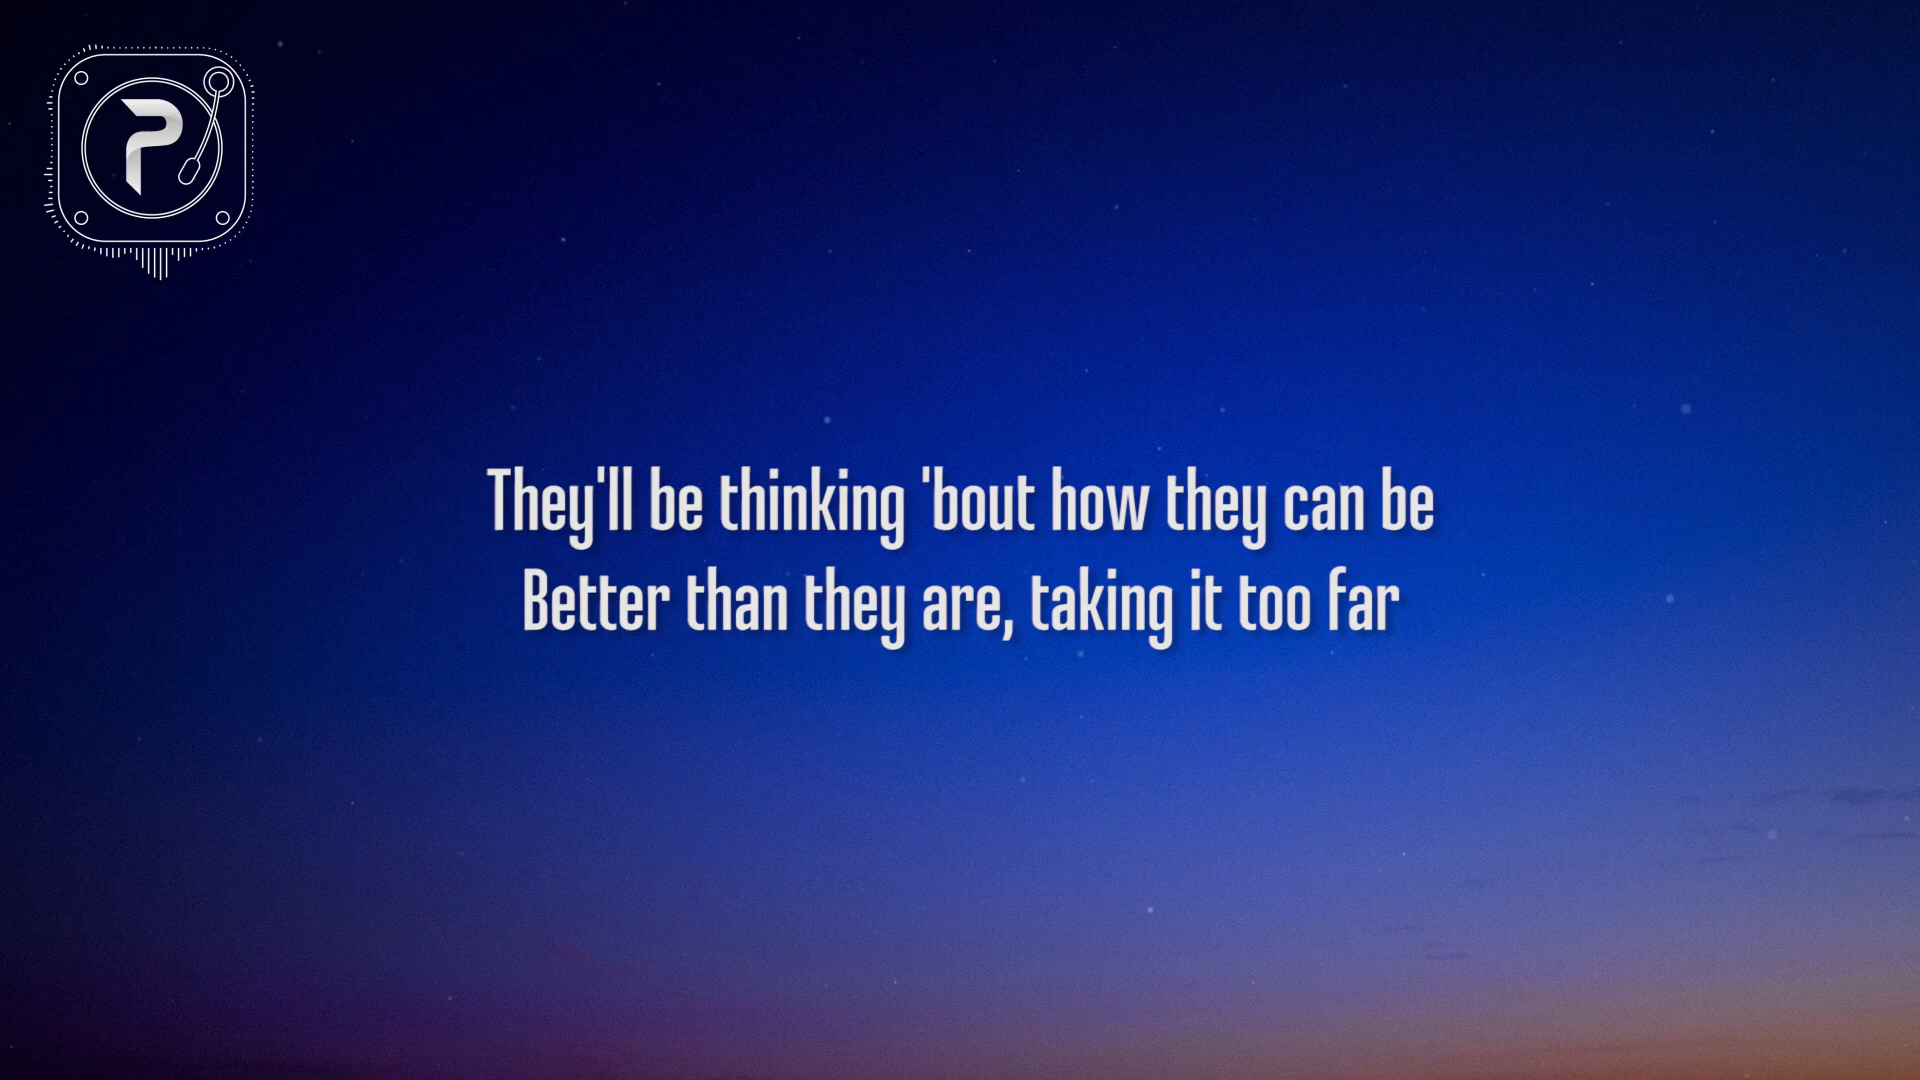 P
They'll be thinking 'bout how they can be
Better than they are, taking it too far